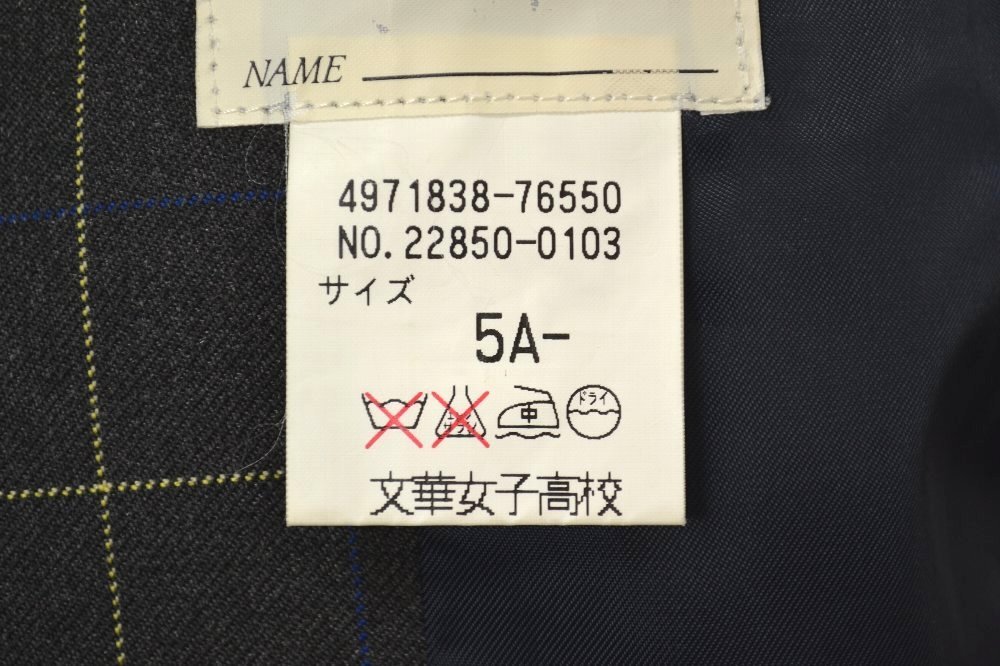 NAME
4971838-76550
NO.22850-0103
サイズ
5A-
中 ドライ
文華女子高校